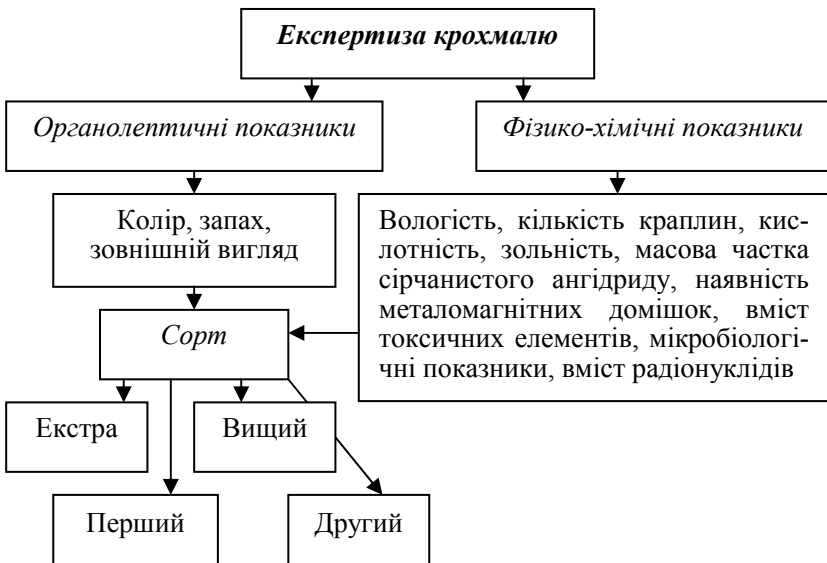 Експертиза крохмалю
Органолептичні показники
Фізико-хімічні показники
Колір, запах,
зовнішній вигляд
Вологість, кількість краплин, кис-
лотність, зольність, масова частка
сірчанистого ангідриду, наявність
металомагнітних домішок, вміст
токсичних елементів, мікробіологі-
чні показники, вміст радіонуклідів
Сорт
Екстра
Вищий
Перший
Другий